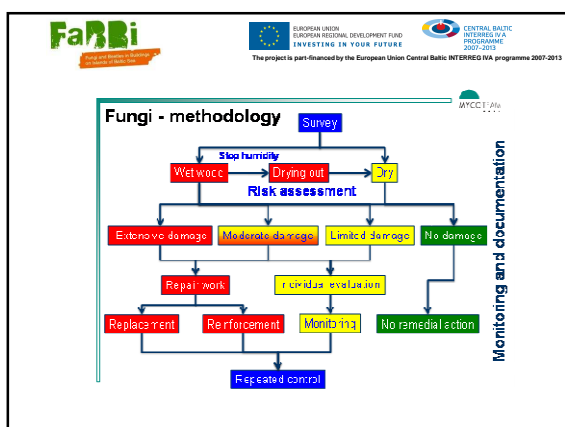 FaRBi
Fungi and Beetles in Buildings
on Islands of Baltic Sea
EUROPEAN UNION
EUROPEAN REGIONAL DEVELOPMENT FUND
INVESTING IN YOUR FUTURE
CENTRAL BALTIC
INTERREG IV A
PROGRAMME
2007-2013
The project is part-financed by the European Union Central Baltic INTERREG IVA programme 2007-2013
MYCOTEAM
Fungi - methodology
Survey
Stop humidity
Wet wood
Drying out
Dry
Risk assessment
Extensive damage
Moderate damage
Limited damage
No damage
Repair work
Individual evaluation
Replacement
Reinforcement
Monitoring
No remedial action
Repeated control
Monitoring and documentation